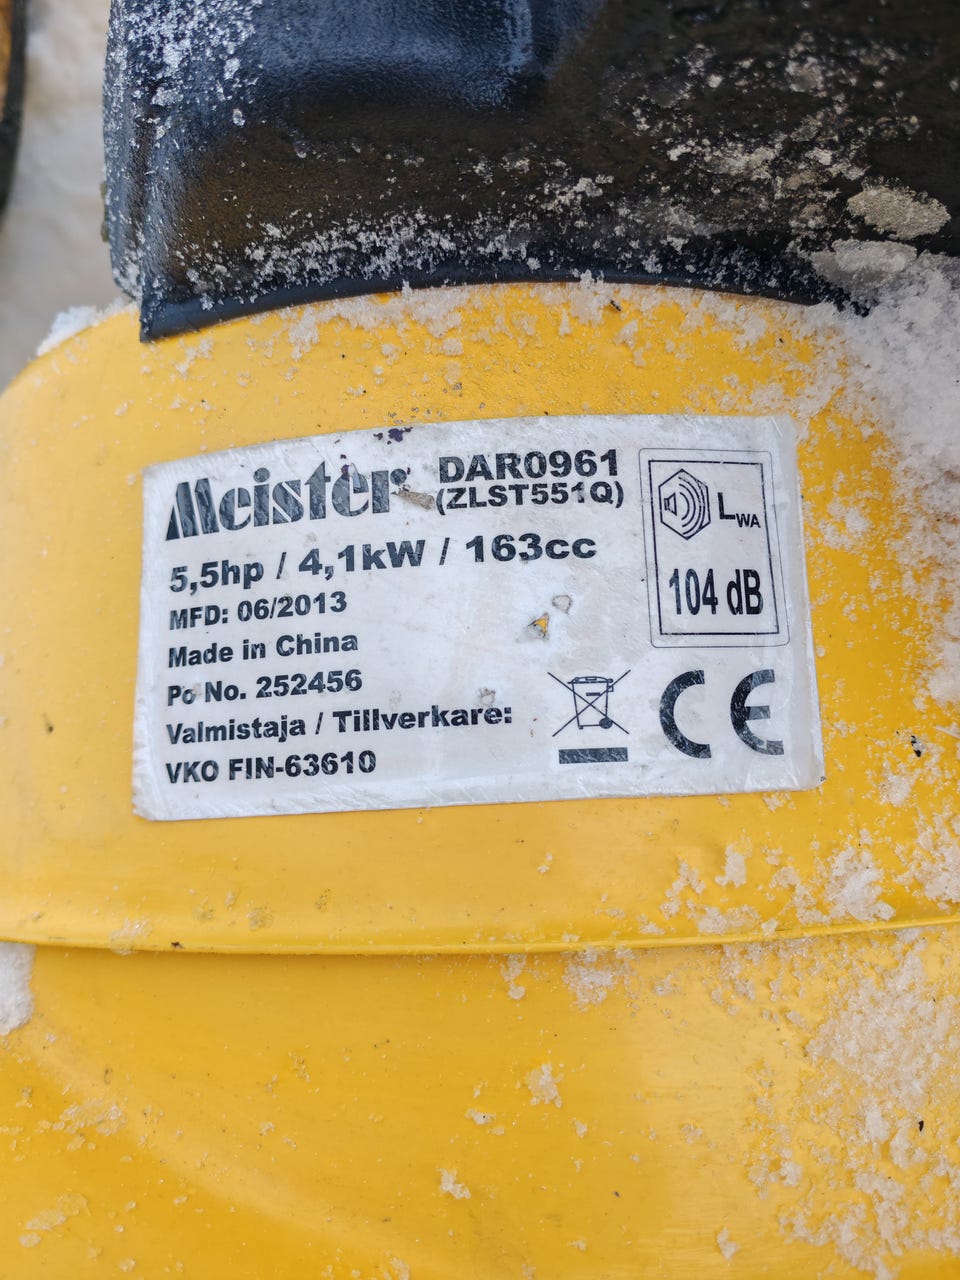 Meister DAR0961
(ZLST551Q)
5,5hp / 4,1kW / 163cc
MFD: 06/2013
Made in China
Po No. 252456
Valmistaja / Tillverkare:
VKO FIN-63610
LWA
104 dB
CE